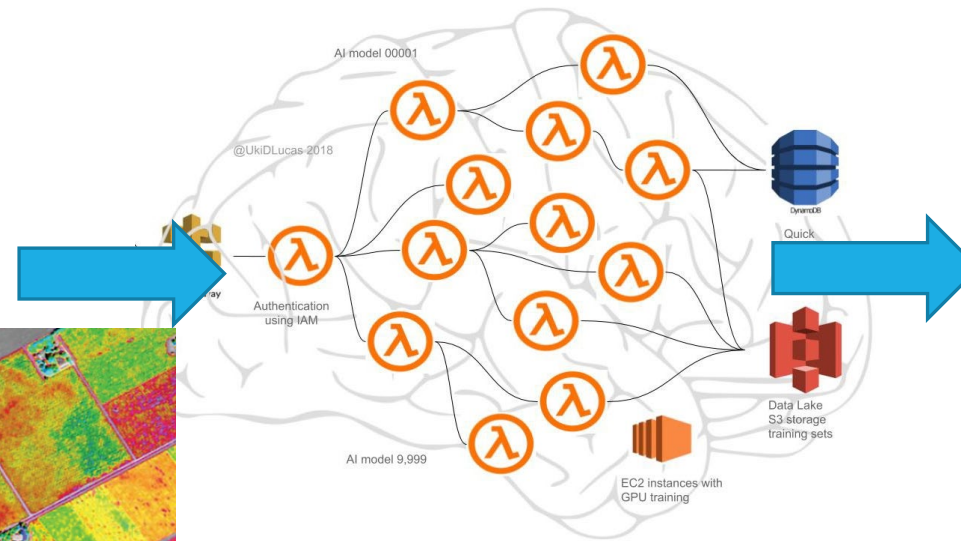 AI model 00001
@UkiDLucas 2018
DynamoDB
Quick
Authentication
using IAM
Data Lake
S3 storage
training sets
AI model 9,999
EC2 instances with
GPU training